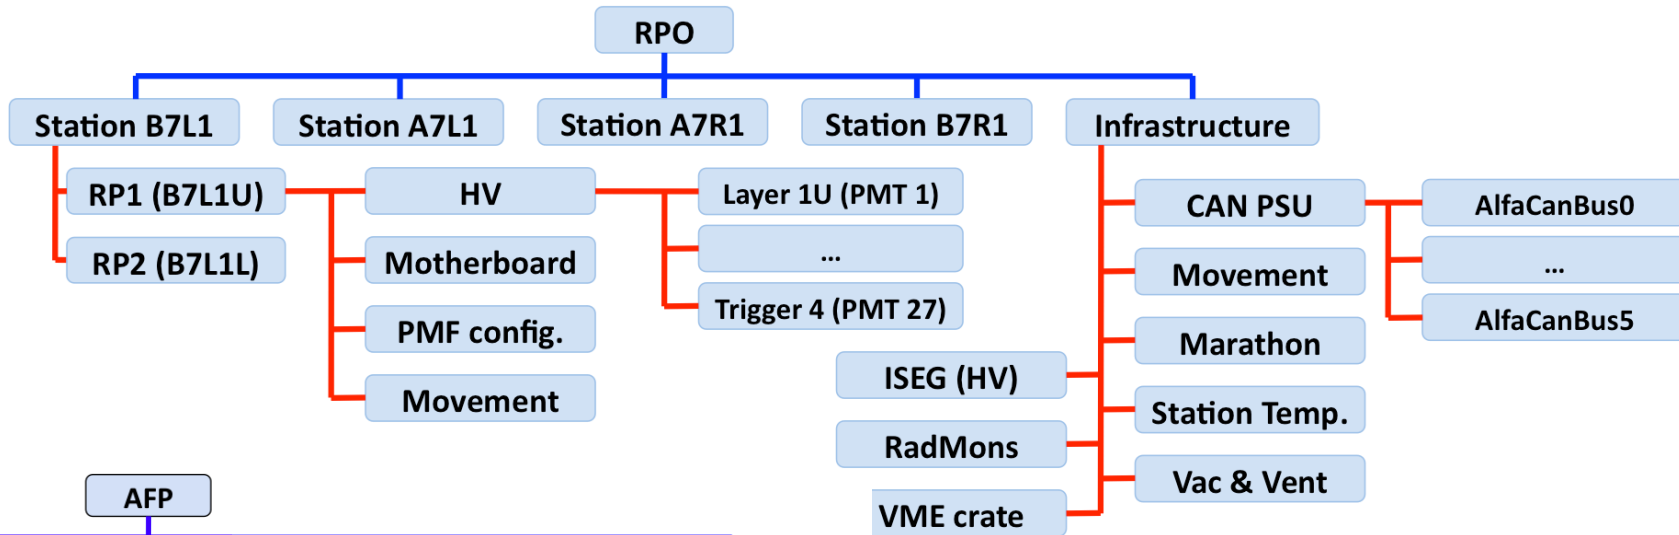 RPO
Station B7L1
Station A7L1
Station A7R1
Station B7R1
Infrastructure
RP1 (B7L1U)
HV
Layer 1U (PMT 1)
CAN PSU
AlfaCanBus0
RP2 (B7L1L)
Motherboard
...
Movement
...
PMF config.
Trigger 4 (PMT 27)
Marathon
AlfaCanBus5
Movement
ISEG (HV)
Station Temp.
RadMons
Vac & Vent
AFP
VME crate